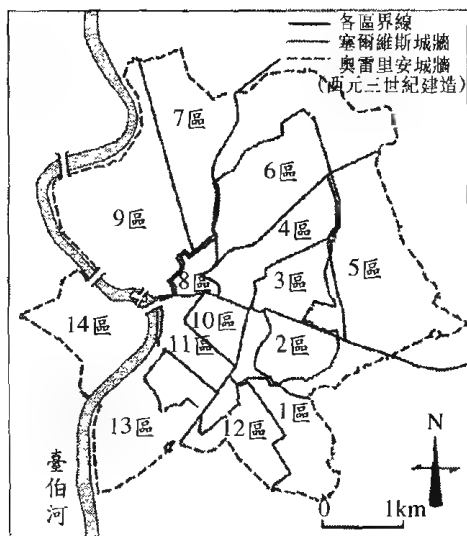 各區界線
塞爾維斯城牆
奧雷里安城牆
(西元三世紀建造)
7區
6區
9區
4區
5區
8區
3區
14區
10區
2區
11區
13區
12區
1區
臺伯河
N
0 1km